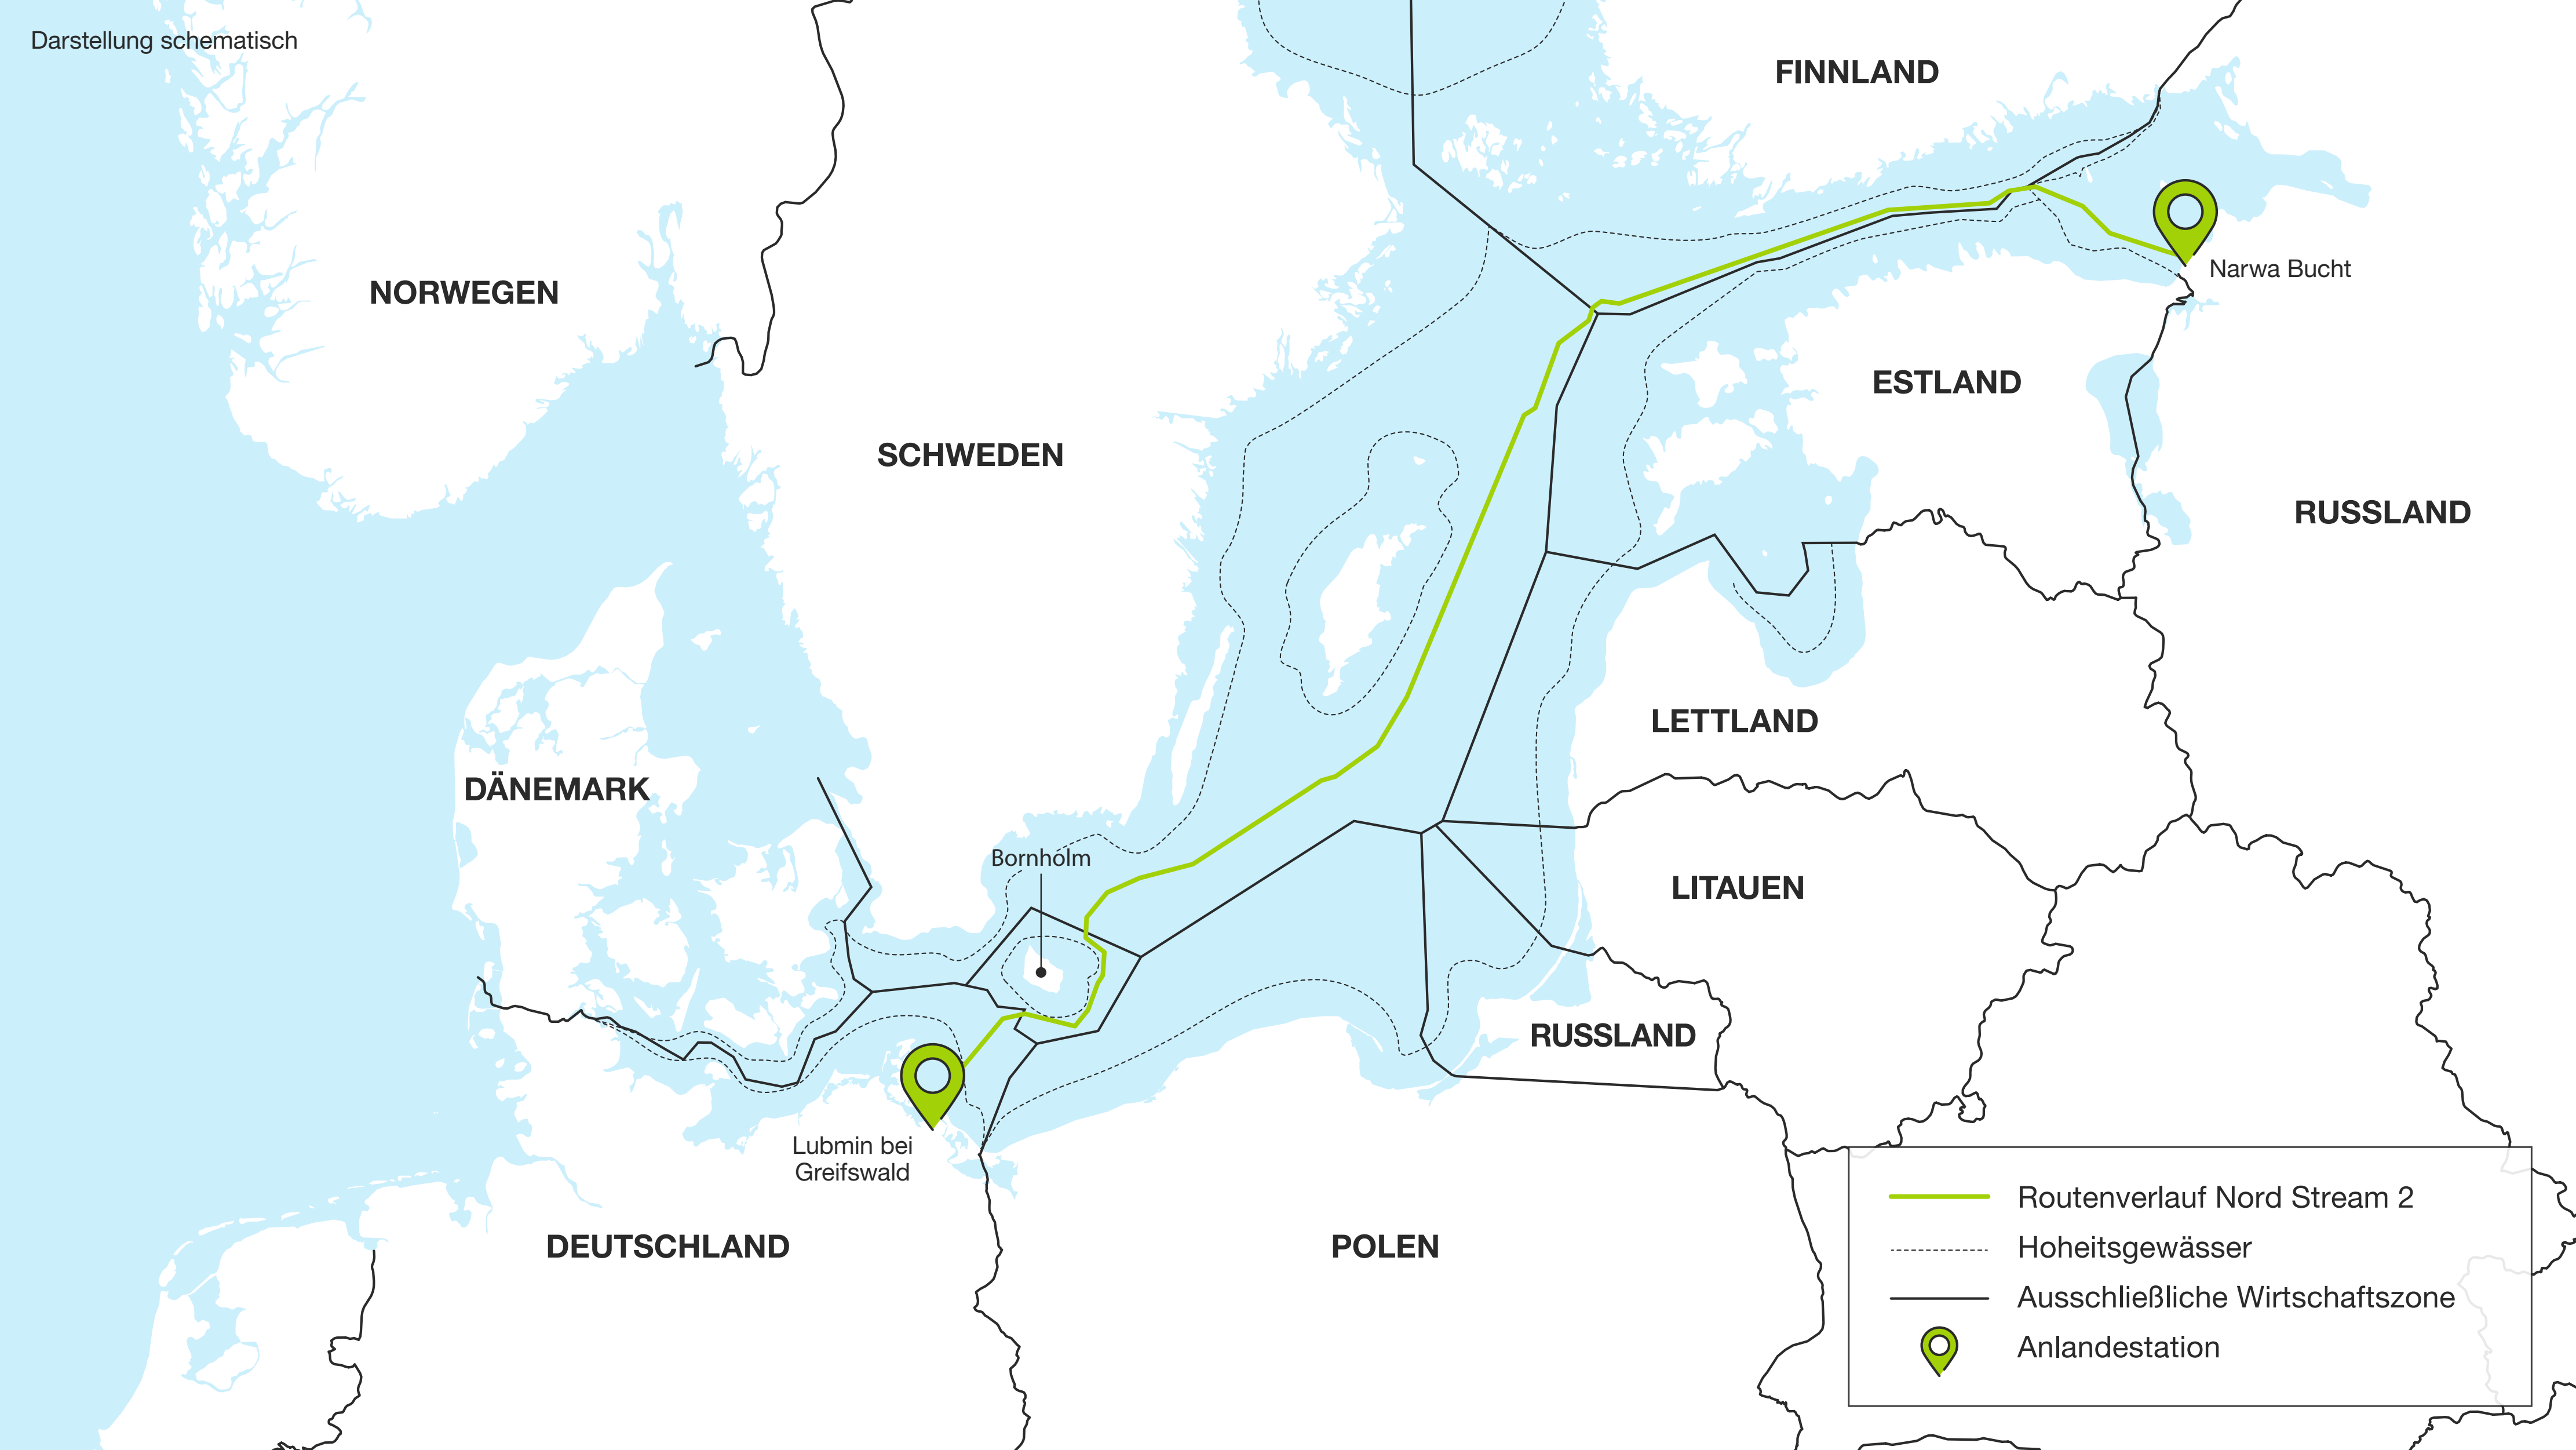 Darstellung schematisch
FINNLAND
NORWEGEN
Narwa Bucht
ESTLAND
SCHWEDEN
RUSSLAND
LETTLAND
DÄNEMARK
Bornholm
LITAUEN
RUSSLAND
Lubmin bei
Greifswald
DEUTSCHLAND
POLEN
Routenverlauf Nord Stream 2
Hoheitsgewässer
Ausschließliche Wirtschaftszone
Anlandestation